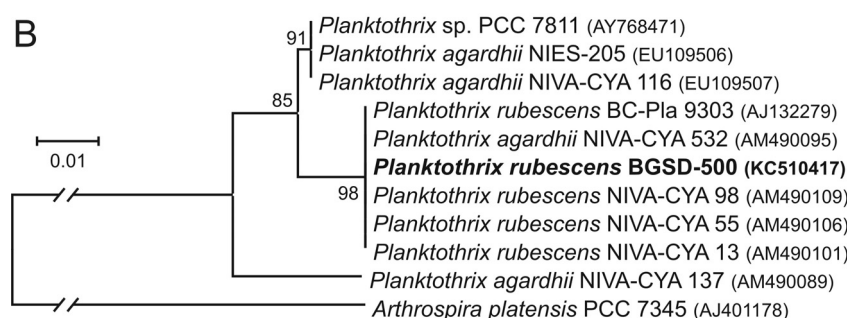 B
91
Planktothrix sp. PCC 7811 (AY768471)
Planktothrix agardhii NIES-205 (EU109506)
Planktothrix agardhii NIVA-CYA 116 (EU109507)
85
Planktothrix rubescens BC-Pla 9303 (AJ132279)
Planktothrix agardhii NIVA-CYA 532 (AM490095)
0.01
Planktothrix rubescens BGSD-500 (KC510417)
98
Planktothrix rubescens NIVA-CYA 98 (AM490109)
Planktothrix rubescens NIVA-CYA 55 (AM490106)
Planktothrix rubescens NIVA-CYA 13 (AM490101)
Planktothrix agardhii NIVA-CYA 137 (AM490089)
Arthrospira platensis PCC 7345 (AJ401178)